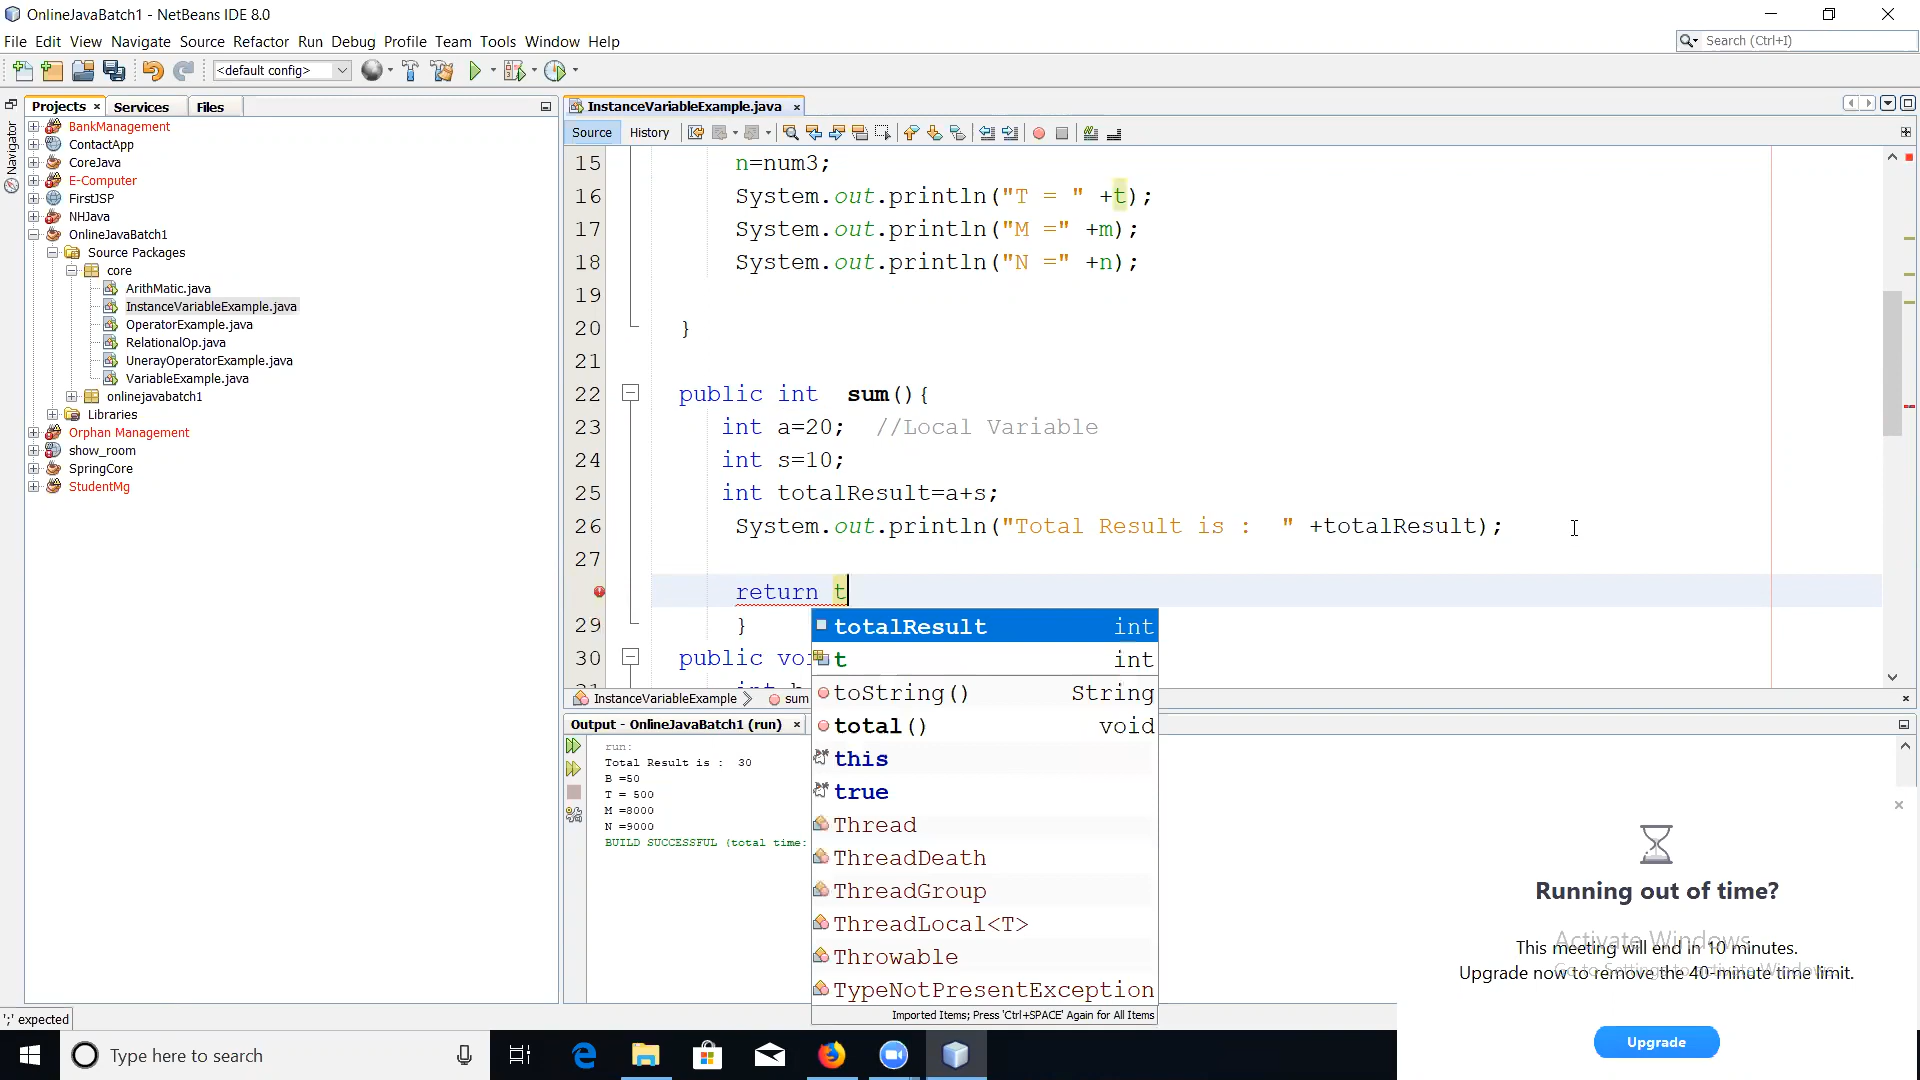 OnlineJavaBatch1 - NetBeans IDE 8.0
File Edit View Navigate Source Refactor Run Debug Profile Team Tools Window Help
Search (Ctrl+I)
<default config>
Projects
Services
Files
Navigator
BankManagement
ContactApp
CoreJava
E-Computer
FirstJSP
NHJava
OnlineJavaBatch1
Source Packages
core
ArithMatic.java
InstanceVariableExample.java
OperatorExample.java
RelationalOp.java
UnerayOperatorExample.java
VariableExample.java
onlinejavabatch1
Libraries
Orphan Management
show_room
SpringCore
StudentMg
InstanceVariableExample.java
Source History
15 n=num3;
16 System.out.println("T = " +t);
17 System.out.println("M =" +m);
18 System.out.println("N =" +n);
19
20 }
21
22 public int sum(){
23 int a=20; //Local Variable
24 int s=10;
25 int totalResult=a+s;
26 System.out.println("Total Result is : " +totalResult);
27
return t
29 }
30 public
totalResult int
t int
toString() String
total() void
this
true
Thread
ThreadDeath
ThreadGroup
ThreadLocal<T>
Throwable
TypeNotPresentException
Imported Items; Press 'Ctrl+SPACE' Again for All Items
InstanceVariableExample sum
Output - OnlineJavaBatch1 (run)
run:
Total Result is : 30
B =50
T = 500
M =8000
N =9000
BUILD SUCCESSFUL (total time:
Running out of time?
Activate Windows
This meeting will end in 10 minutes.
Upgrade now to remove the 40-minute time limit.
Upgrade
';' expected
Type here to search